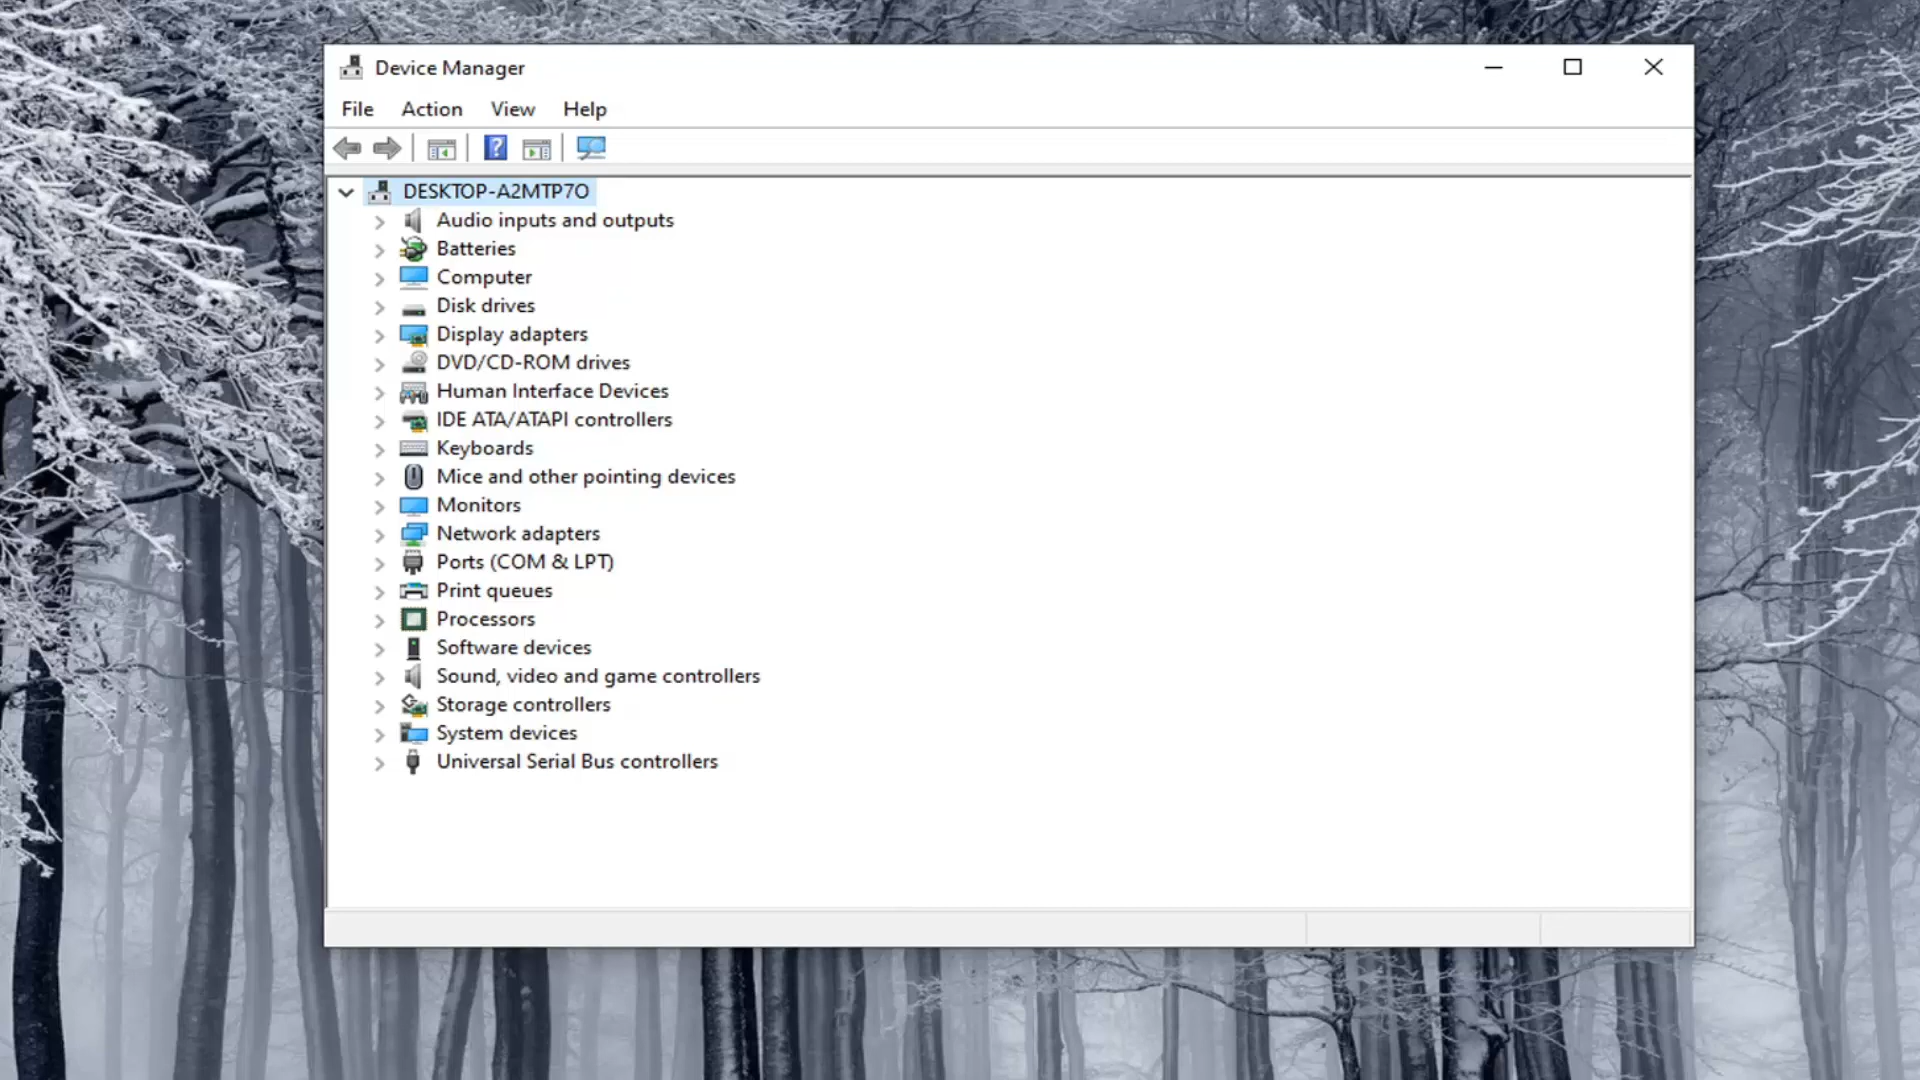 Device Manager
File Action View Help
?
DESKTOP-A2MTP7O
Audio inputs and outputs
Batteries
Computer
Disk drives
Display adapters
DVD/CD-ROM drives
Human Interface Devices
IDE ATA/ATAPI controllers
Keyboards
Mice and other pointing devices
Monitors
Network adapters
Ports (COM & LPT)
Print queues
Processors
Software devices
Sound, video and game controllers
Storage controllers
System devices
Universal Serial Bus controllers